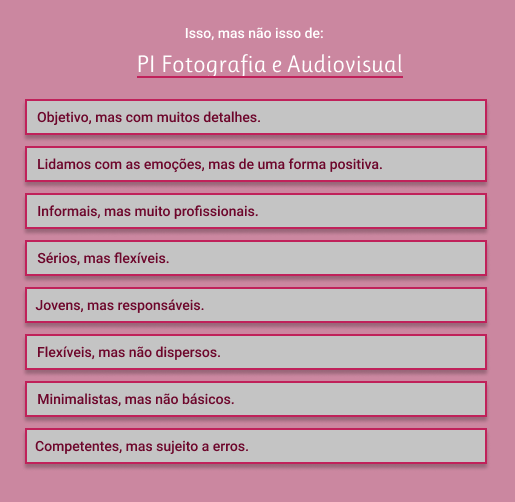 Isso, mas não isso de:
PI Fotografia e Audiovisual
Objetivo, mas com muitos detalhes.
Lidamos com as emoções, mas de uma forma positiva.
Informais, mas muito profissionais.
Sérios, mas flexíveis.
Jovens, mas responsáveis.
Flexíveis, mas não dispersos.
Minimalistas, mas não básicos.
Competentes, mas sujeito a erros.